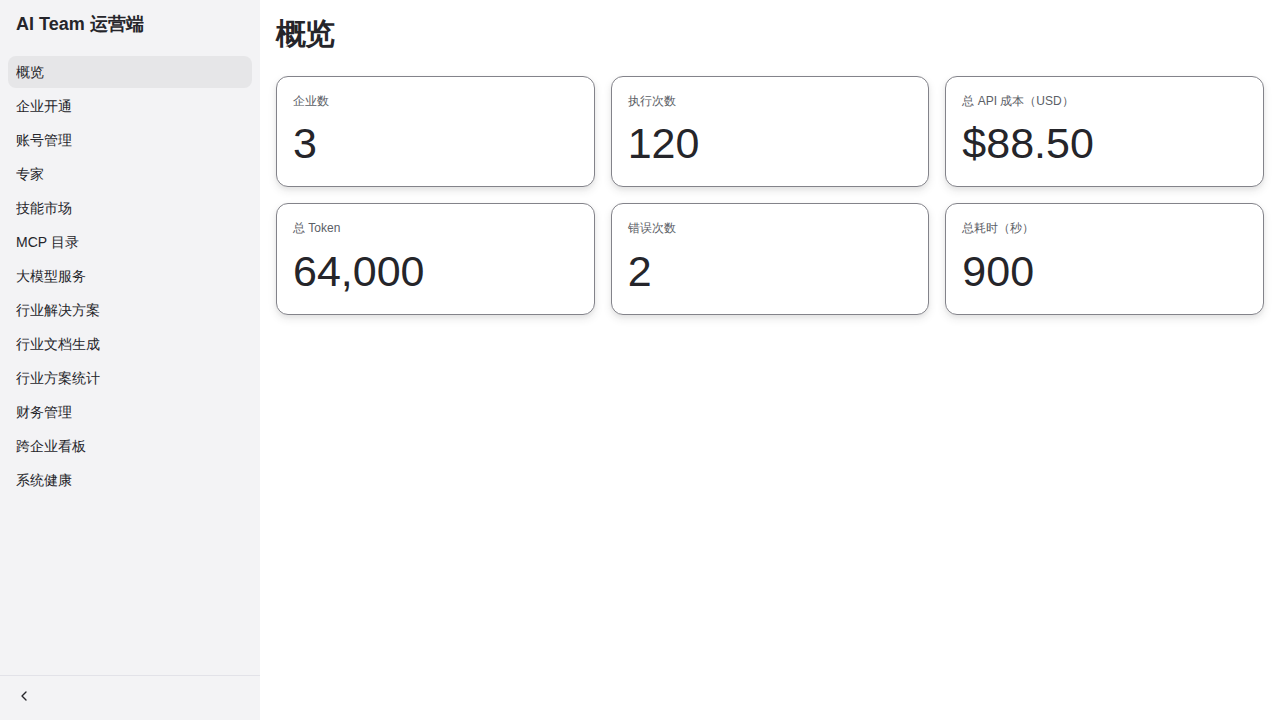 AI Team 运营端
概览
企业开通
账号管理
专家
技能市场
MCP 目录
大模型服务
行业解决方案
行业文档生成
行业方案统计
财务管理
跨企业看板
系统健康
概览
企业数
3
执行次数
120
总 API 成本（USD）
$88.50
总 Token
64,000
错误次数
2
总耗时（秒）
900